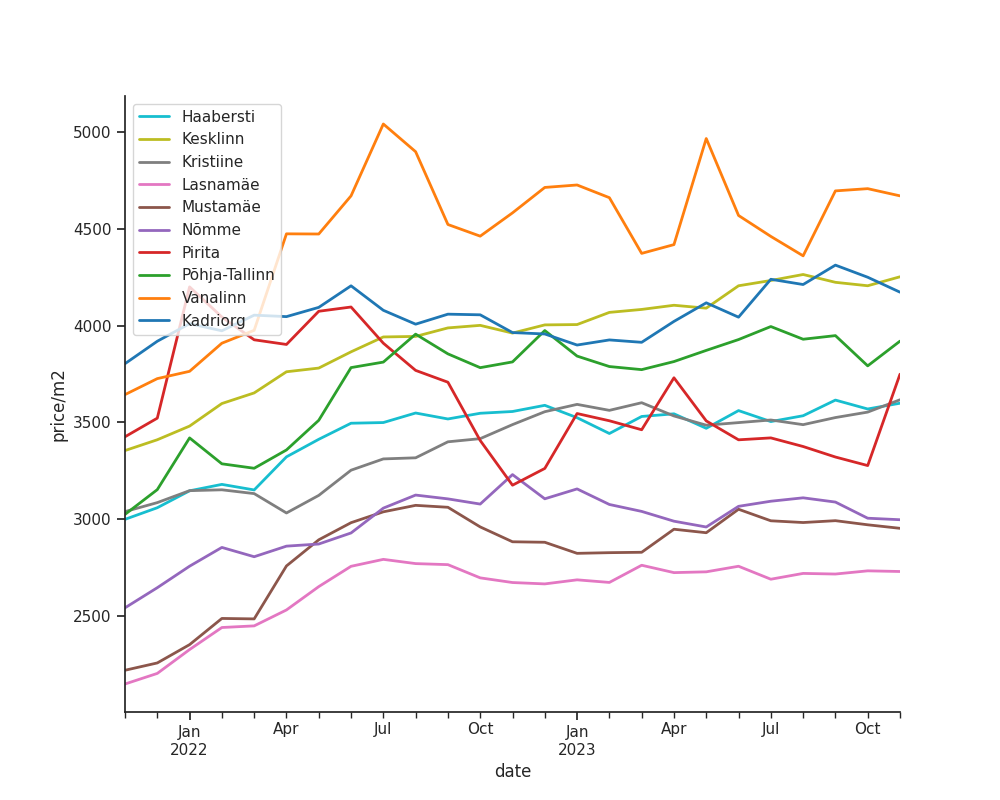 5000
4500
4000
3500
3000
2500
price/m2
Haabersti
Kesklinn
Kristiine
Lasnamäe
Mustamäe
Nõmme
Pirita
Põhja-Tallinn
Vanalinn
Kadriorg
Jan Apr Jul Oct Jan Apr Jul Oct
2022 2023
date